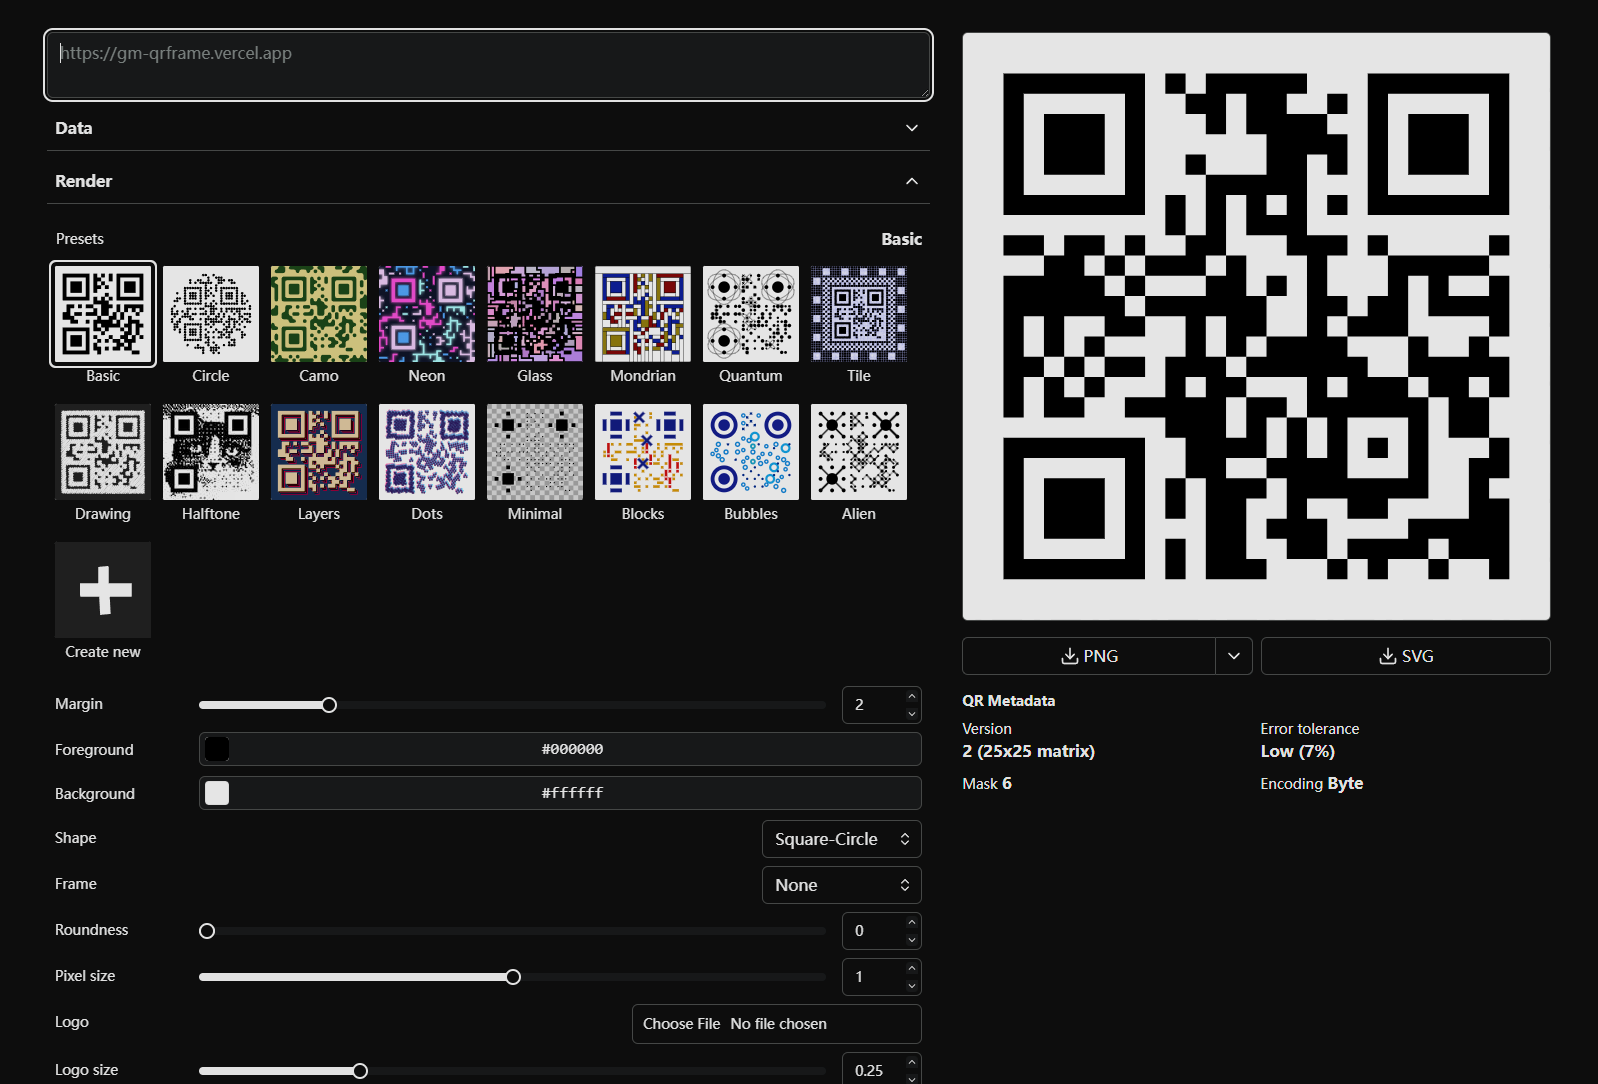 https://gm-qrframe.vercel.app
Data
Render
Presets
Basic
Basic
Circle
Camo
Neon
Glass
Mondrian
Quantum
Tile
Drawing
Halftone
Layers
Dots
Minimal
Blocks
Bubbles
Alien
Create new
Margin
2
Foreground
#000000
Background
#ffffff
Shape
Square-Circle
Frame
None
Roundness
0
Pixel size
1
Logo
Choose File No file chosen
Logo size
0.25
PNG
SVG
QR Metadata
Version
2 (25x25 matrix)
Error tolerance
Low (7%)
Mask 6
Encoding Byte